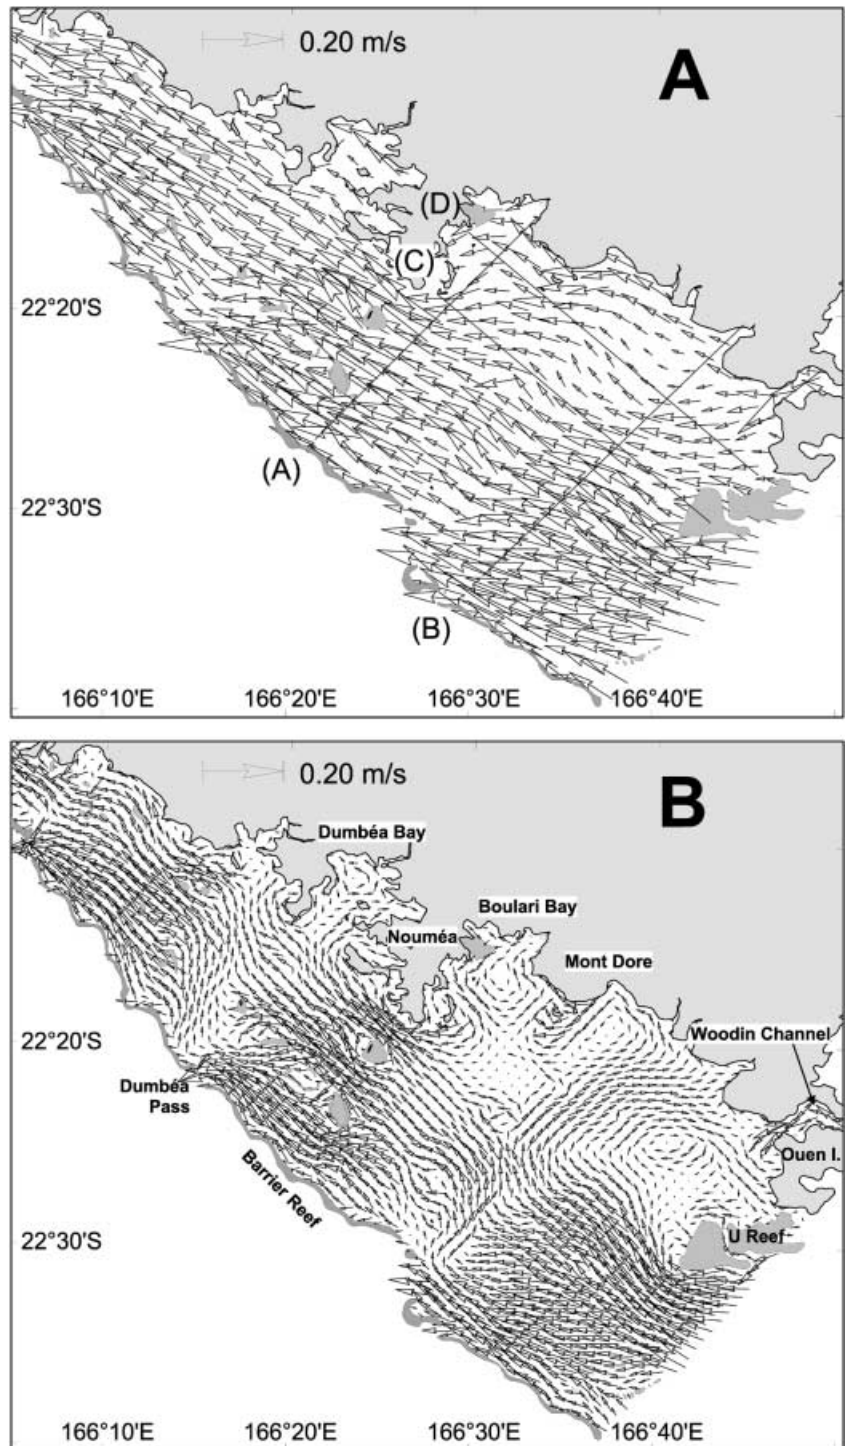 0.20 m/s
A
(D)
(C)
22°20'S
(A)
22°30'S
(B)
166°10'E 166°20'E 166°30'E 166°40'E
0.20 m/s
B
Dumbéa Bay
Boulari Bay
Nouméa
Mont Dore
Woodin Channel
22°20'S
Dumbéa
Pass
Ouen I.
Barrier Reef
U Reef
22°30'S
166°10'E 166°20'E 166°30'E 166°40'E